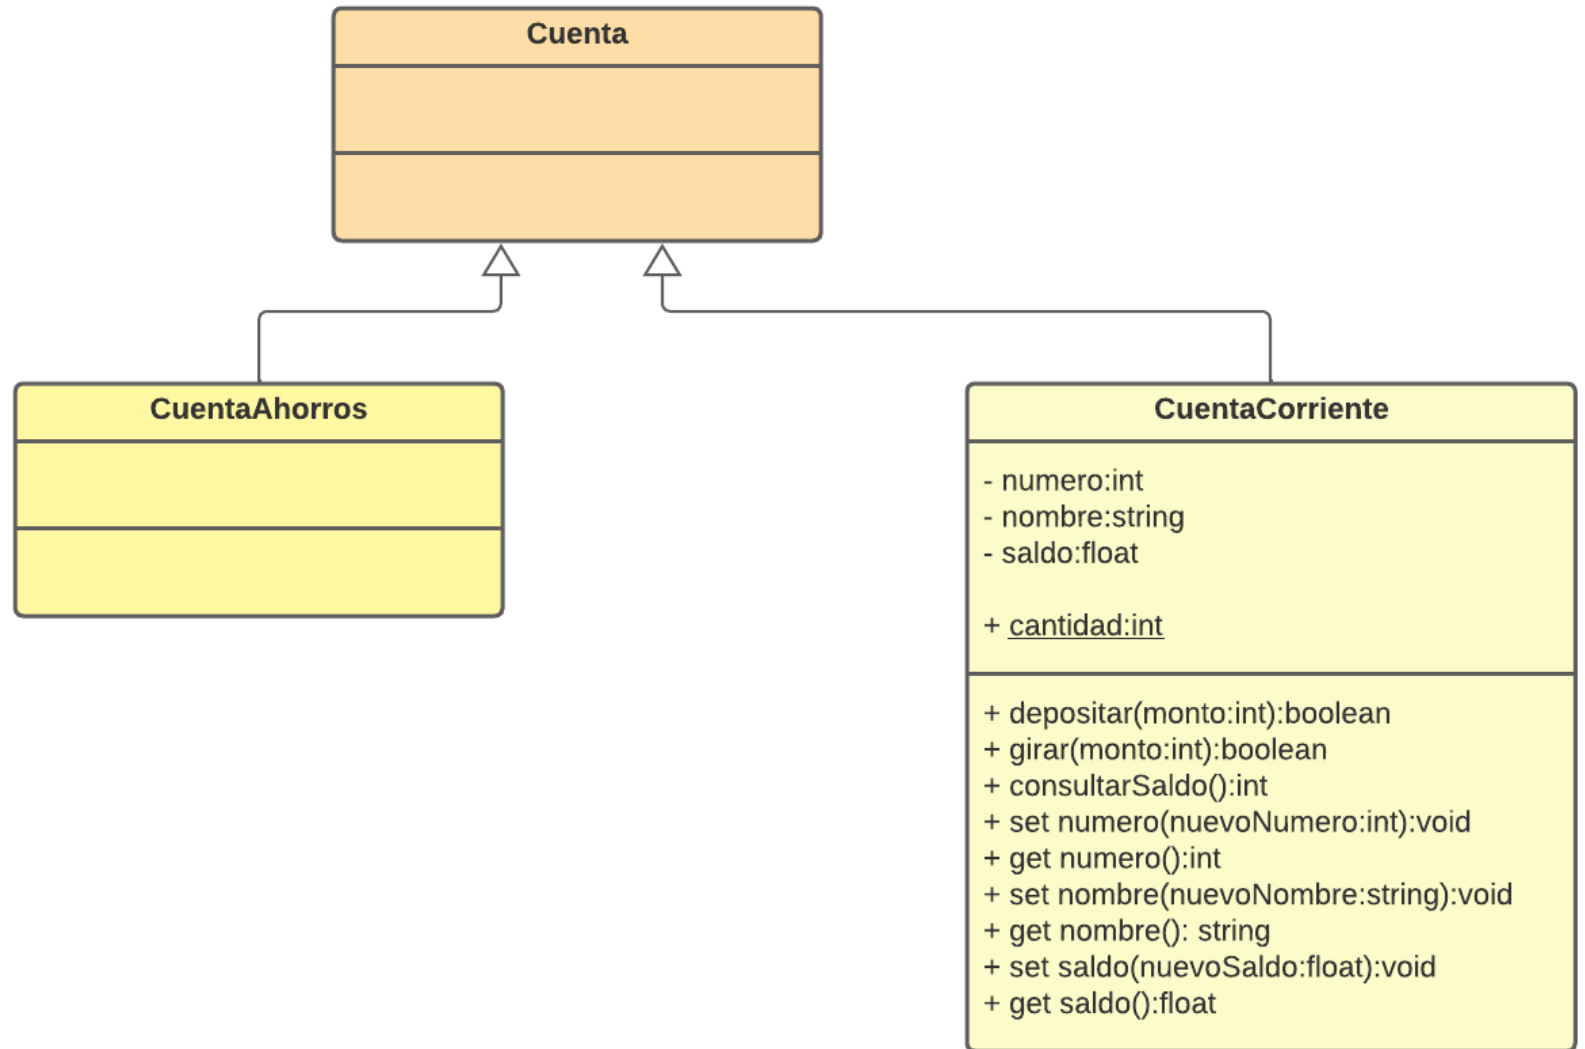 Cuenta
CuentaAhorros
CuentaCorriente
- numero:int
- nombre:string
- saldo:float
+ cantidad:int
+ depositar(monto:int):boolean
+ girar(monto:int):boolean
+ consultarSaldo():int
+ set numero(nuevoNumero:int):void
+ get numero():int
+ set nombre(nuevoNombre:string):void
+ get nombre(): string
+ set saldo(nuevoSaldo:float):void
+ get saldo():float